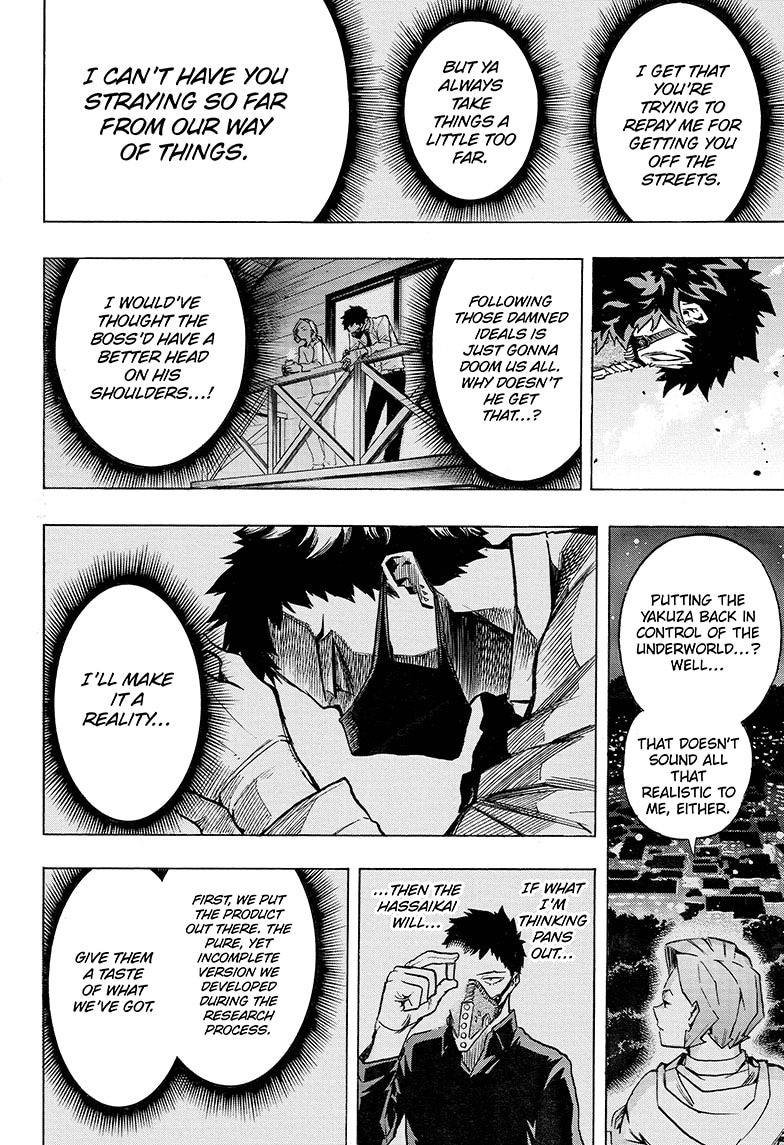 I GET THAT
YOU'RE
TRYING TO
REPAY ME FOR
GETTING YOU
OFF THE
STREETS.
BUT YA
ALWAYS
TAKE
THINGS A
LITTLE TOO
FAR.
I CAN'T HAVE YOU
STRAYING SO FAR
FROM OUR WAY
OF THINGS.
FOLLOWING
THOSE DAMNED
IDEALS IS
JUST GONNA
DOOM US ALL.
WHY DOESN'T
HE GET
THAT...?
I WOULD'VE
THOUGHT THE
BOSS'D HAVE A
BETTER HEAD
ON HIS
SHOULDERS...!
PUTTING THE
YAKUZA BACK IN
CONTROL OF THE
UNDERWORLD...?
WELL...
THAT DOESN'T
SOUND ALL
THAT
REALISTIC TO
ME, EITHER.
I'LL MAKE
IT A
REALITY...
IF WHAT
I'M
THINKING
PANS
OUT...
...THEN THE
HASSAIKAI
WILL...
FIRST, WE PUT
THE PRODUCT
OUT THERE. THE
PURE, YET
INCOMPLETE
VERSION WE
DEVELOPED
DURING THE
RESEARCH
PROCESS.
GIVE THEM
A TASTE
OF WHAT
WE'VE GOT.